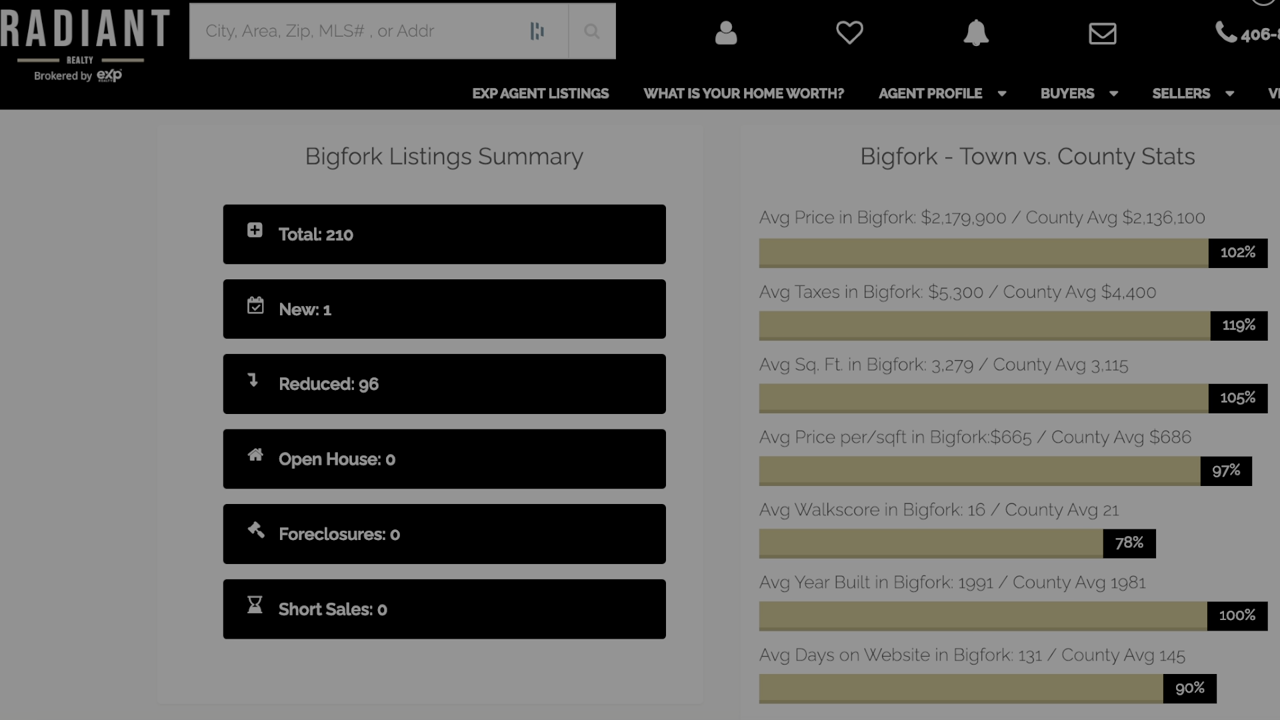 RADIANT
REALTY
Brokered by exp
City, Area, Zip, MLS# , or Addr
406-
EXP AGENT LISTINGS WHAT IS YOUR HOME WORTH? AGENT PROFILE BUYERS SELLERS
Bigfork Listings Summary
Total: 210
New: 1
Reduced: 96
Open House: 0
Foreclosures: 0
Short Sales: 0
Bigfork - Town vs. County Stats
Avg Price in Bigfork: $2,179,900 / County Avg $2,136,100
102%
Avg Taxes in Bigfork: $5,300 / County Avg $4,400
119%
Avg Sq. Ft. in Bigfork: 3,279 / County Avg 3,115
105%
Avg Price per/sqft in Bigfork:$665 / County Avg $686
97%
Avg Walkscore in Bigfork: 16 / County Avg 21
78%
Avg Year Built in Bigfork: 1991 / County Avg 1981
100%
Avg Days on Website in Bigfork: 131 / County Avg 145
90%